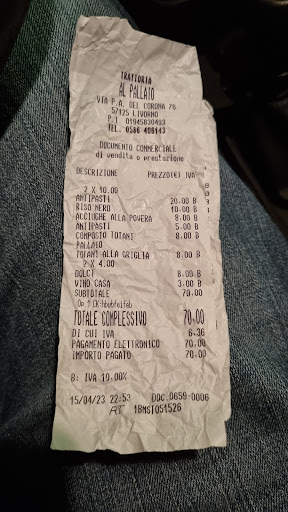 TRATTORIA
AL PALLAIO
VIA P.A. DEL CORONA 76
57125 LIVORNO
P.I. 01945830493
TEL. 0586 408143
DOCUMENTO COMMERCIALE
di vendita o prestazione
DESCRIZIONE PREZZO(€) IVA
2 X 10.00
ANTIPASTI 20.00 B
RISO NERO 10.00 B
ACCIUGHE ALLA POVERA 8.00 B
ANTIPASTI 5.00 B
COMPOSTO TOTANI 8.00 B
PALLAIO
TOTANI ALLA GRIGLIA 8.00 B
2 X 4.00
DOLCI 8.00 B
VINO CASA 3.00 B
SUBTOTALE 70.00
TOTALE COMPLESSIVO 70.00
DI CUI IVA 6.36
PAGAMENTO ELETTRONICO 70.00
IMPORTO PAGATO 70.00
B: IVA 10.00%
15/04/23 22:53 DOC.0659-0006
RT 1BMST051526